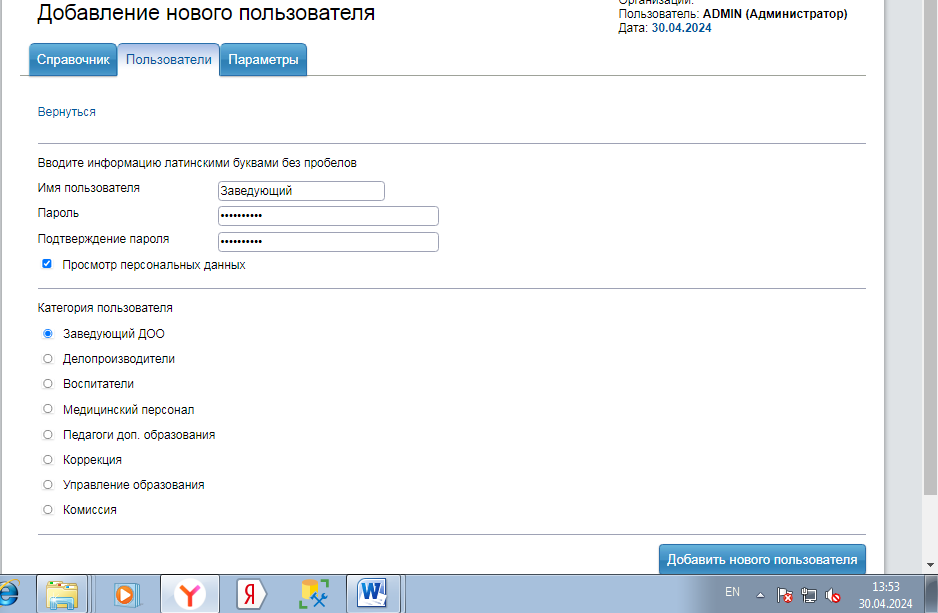 Организации:
Добавление нового пользователя
Пользователь: ADMIN (Администратор)
Дата: 30.04.2024
Справочник Пользователи Параметры
Вернуться
Вводите информацию латинскими буквами без пробелов
Имя пользователя Заведующий
Пароль ••••••••••
Подтверждение пароля ••••••••••
Просмотр персональных данных
Категория пользователя
Заведующий ДОО
Делопроизводители
Воспитатели
Медицинский персонал
Педагоги доп. образования
Коррекция
Управление образования
Комиссия
Добавить нового пользователя
Y Я W EN 13:53
30.04.2024